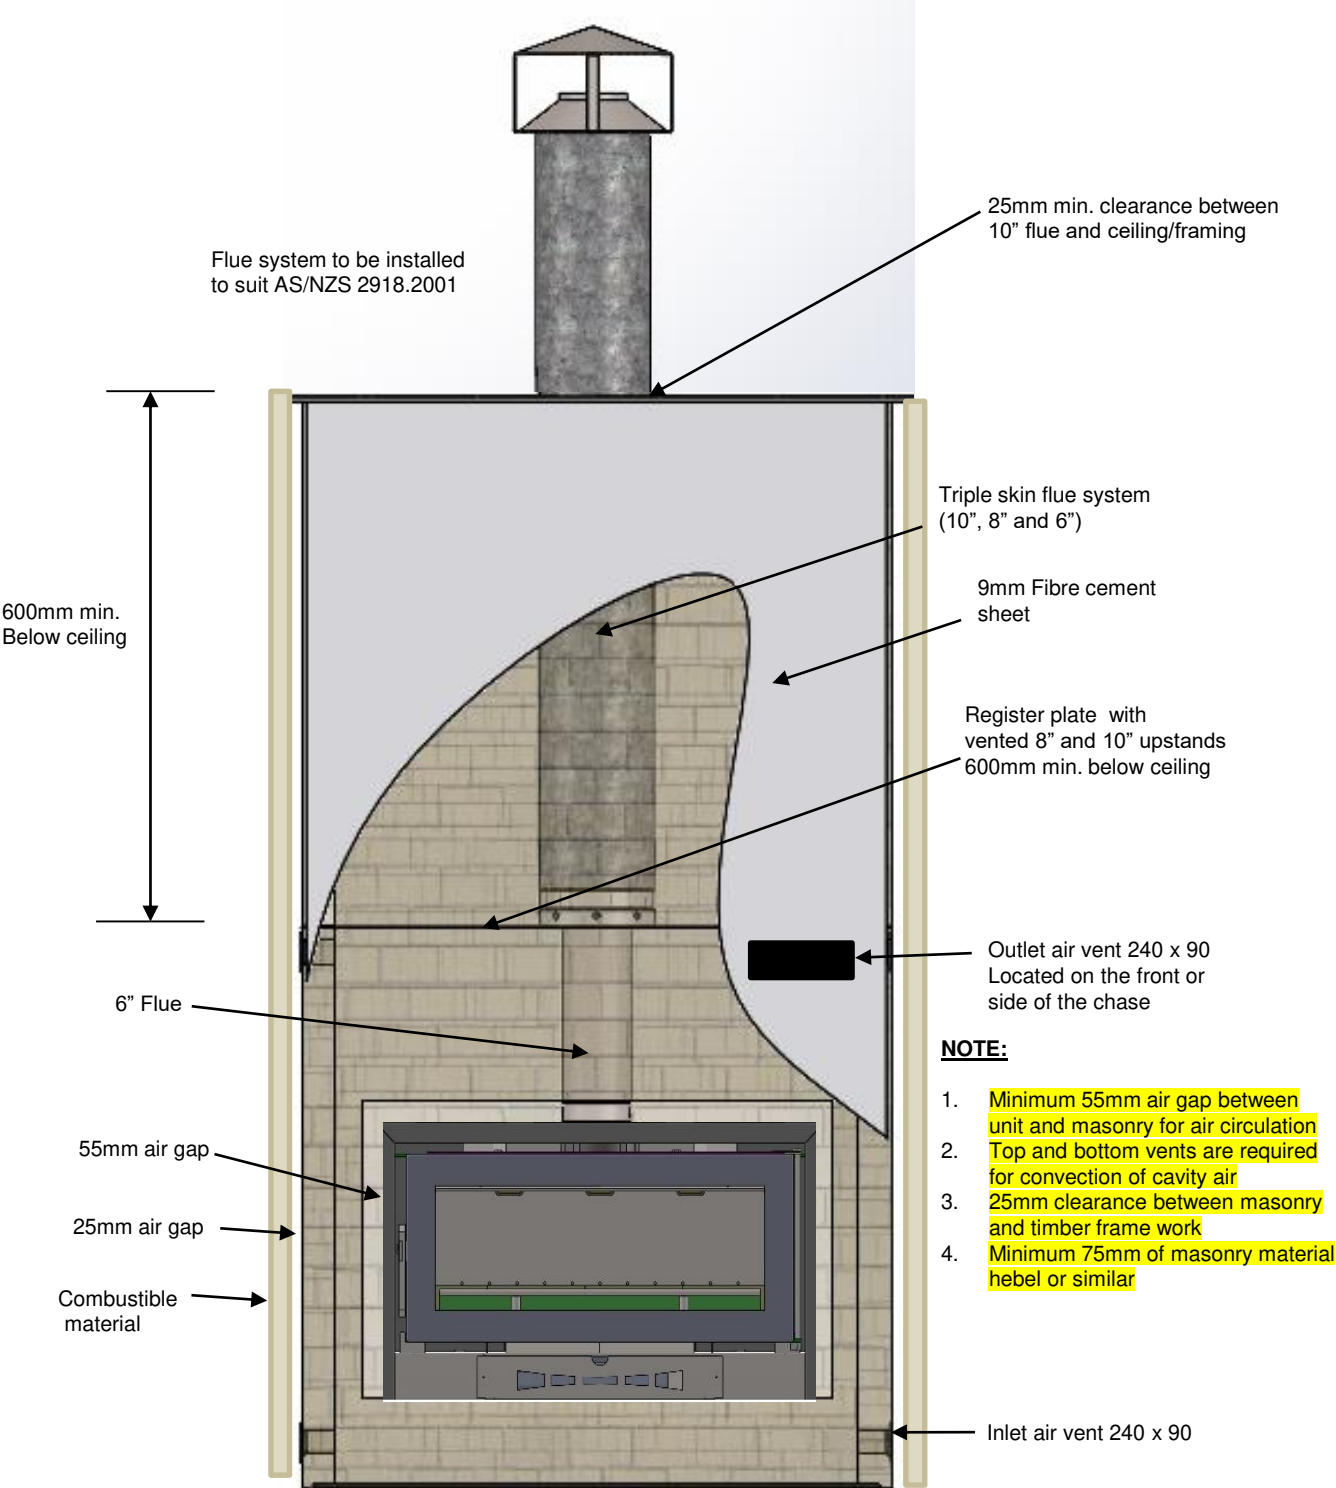 25mm min. clearance between
10” flue and ceiling/framing
Flue system to be installed
to suit AS/NZS 2918.2001
Triple skin flue system
(10”, 8” and 6”)
9mm Fibre cement
sheet
600mm min.
Below ceiling
Register plate with
vented 8” and 10” upstands
600mm min. below ceiling
Outlet air vent 240 x 90
Located on the front or
side of the chase
6” Flue
NOTE:
1. Minimum 55mm air gap between
unit and masonry for air circulation
2. Top and bottom vents are required
for convection of cavity air
3. 25mm clearance between masonry
and timber frame work
4. Minimum 75mm of masonry material
hebel or similar
55mm air gap
25mm air gap
Combustible
material
Inlet air vent 240 x 90